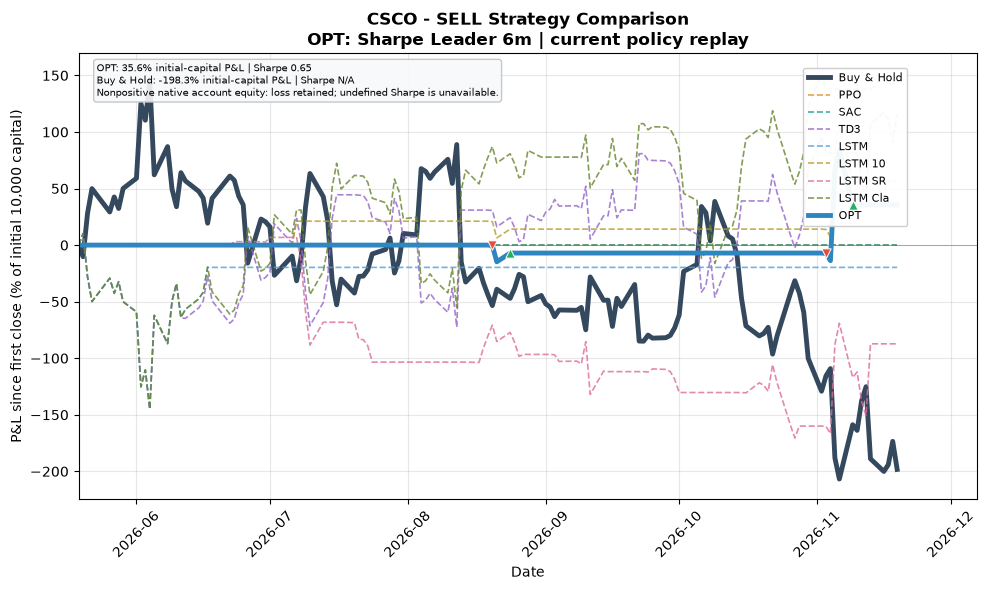 CSCO - SELL Strategy Comparison
OPT: Sharpe Leader 6m | current policy replay
OPT: 35.6% initial-capital P&L | Sharpe 0.65
Buy & Hold: -198.3% initial-capital P&L | Sharpe N/A
Nonpositive native account equity: loss retained; undefined Sharpe is unavailable.
Buy & Hold
PPO
SAC
TD3
LSTM
LSTM 10
LSTM SR
LSTM Cla
OPT
P&L since first close (% of initial 10,000 capital)
150
100
50
0
−50
−100
−150
−200
2026-06
2026-07
2026-08
2026-09
2026-10
2026-11
2026-12
Date